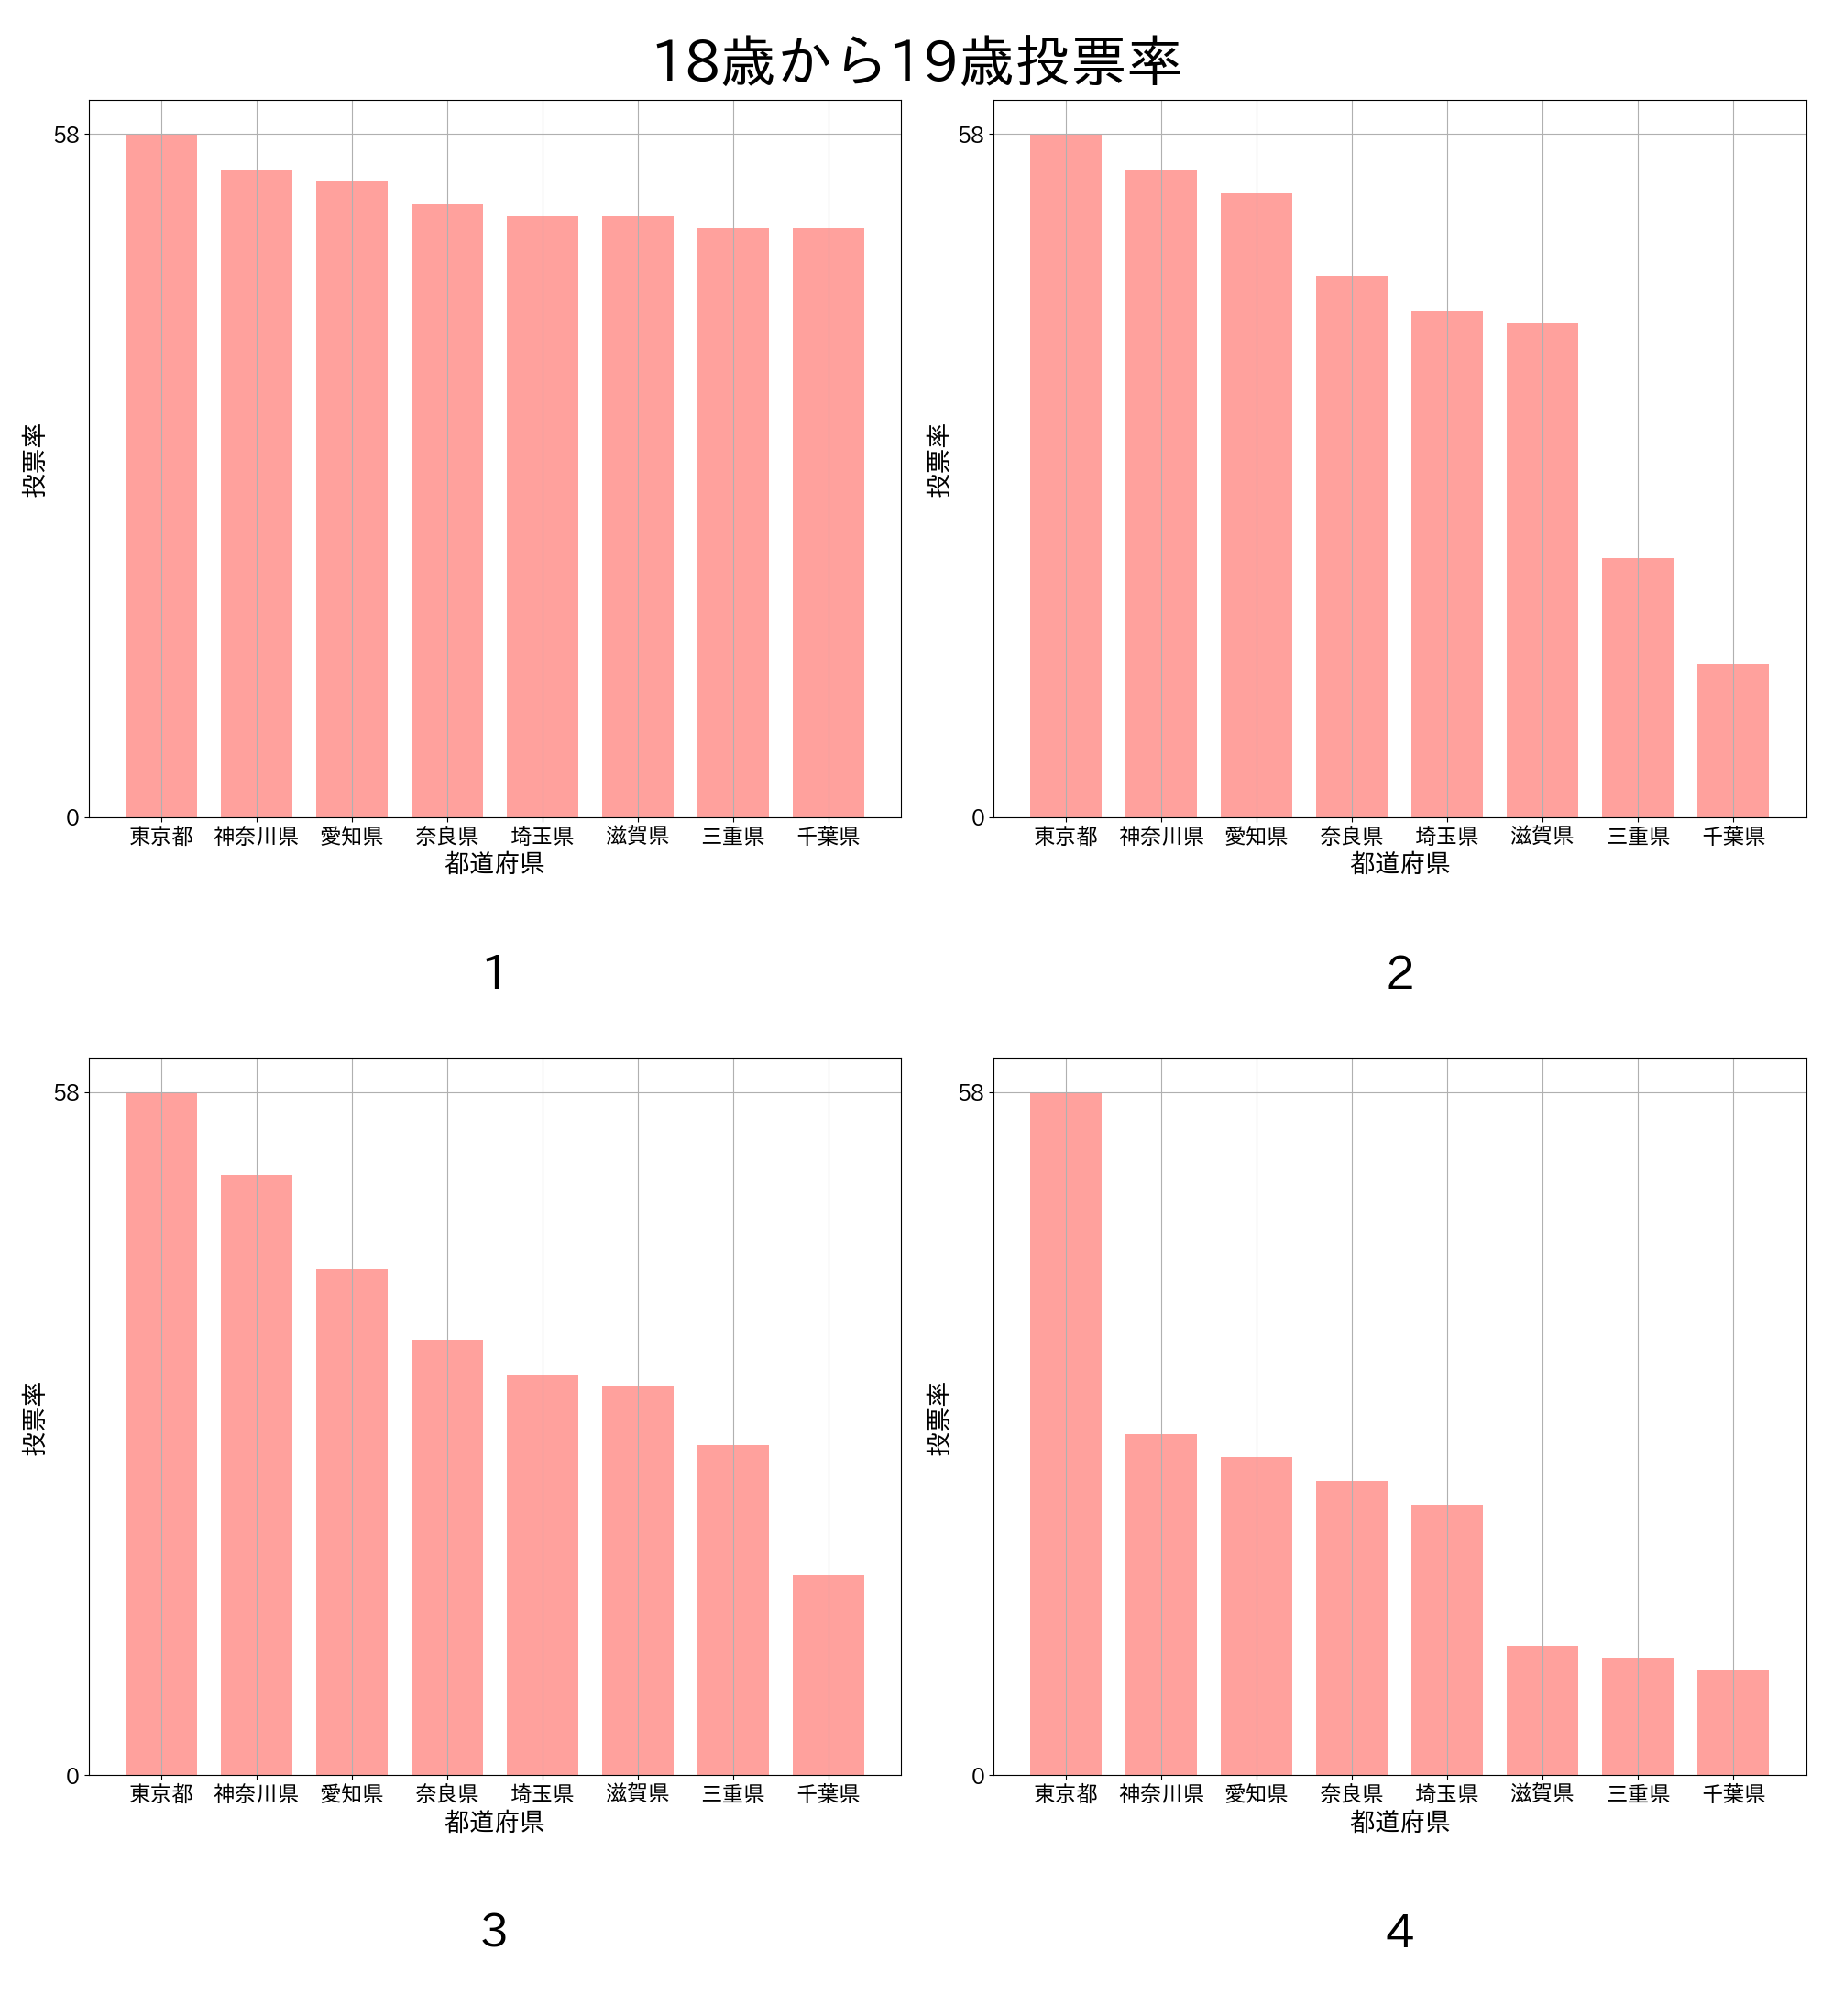 18歳から19歳投票率
58
0
投票率
東京都 神奈川県 愛知県 奈良県 埼玉県 滋賀県 三重県 千葉県
都道府県
1
58
0
投票率
東京都 神奈川県 愛知県 奈良県 埼玉県 滋賀県 三重県 千葉県
都道府県
2
58
0
投票率
東京都 神奈川県 愛知県 奈良県 埼玉県 滋賀県 三重県 千葉県
都道府県
3
58
0
投票率
東京都 神奈川県 愛知県 奈良県 埼玉県 滋賀県 三重県 千葉県
都道府県
4